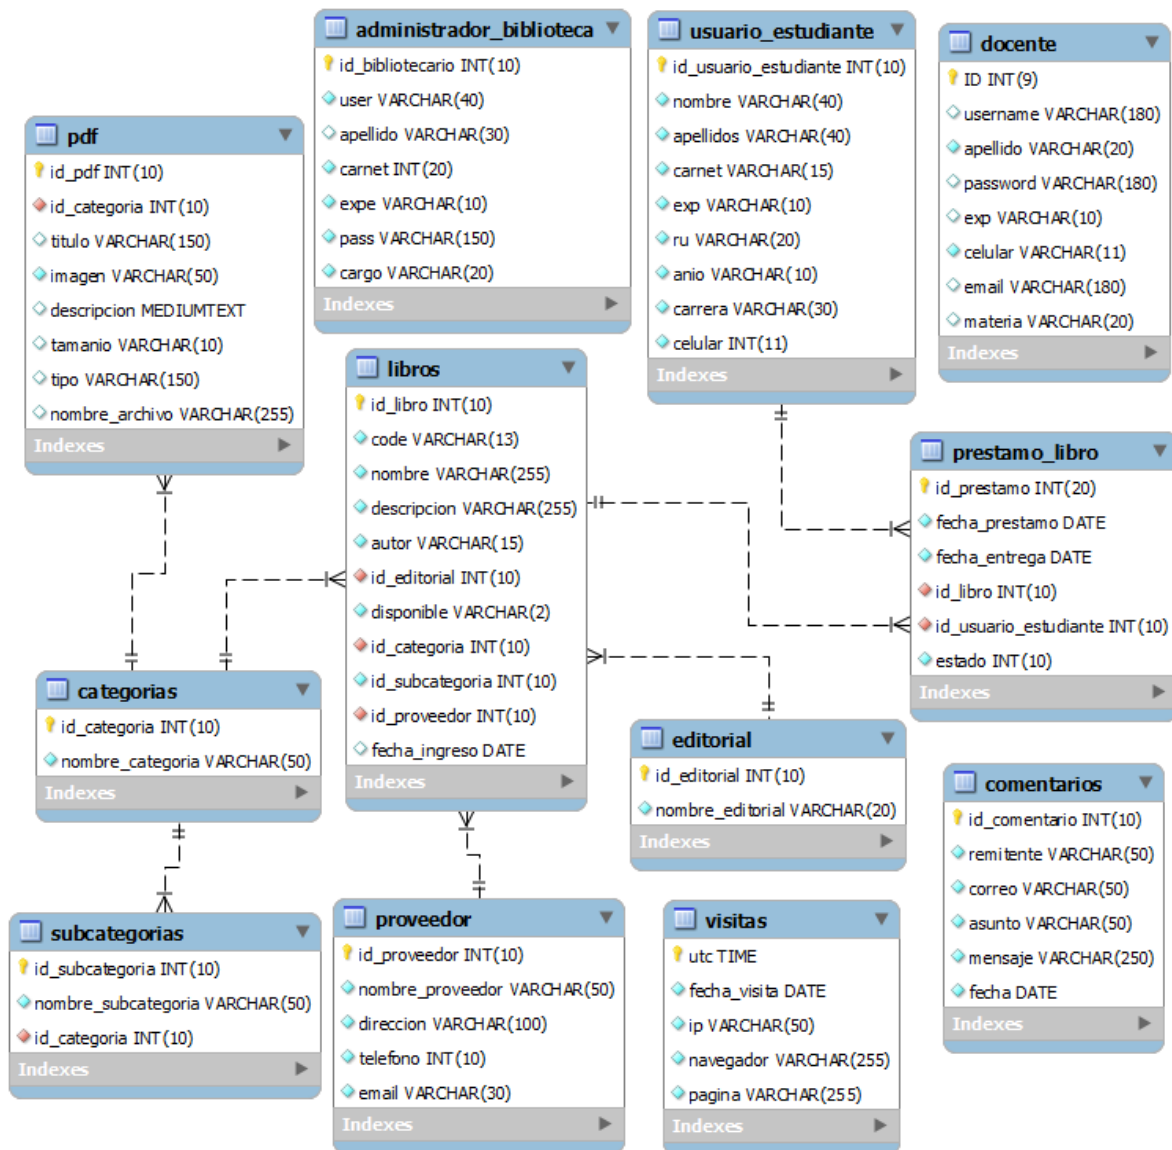 administrador_biblioteca
id_bibliotecario INT(10)
user VARCHAR(40)
apellido VARCHAR(30)
carnet INT(20)
expe VARCHAR(10)
pass VARCHAR(150)
cargo VARCHAR(20)
Indexes
usuario_estudiante
id_usuario_estudiante INT(10)
nombre VARCHAR(40)
apellidos VARCHAR(40)
carnet VARCHAR(15)
exp VARCHAR(10)
ru VARCHAR(20)
anio VARCHAR(10)
carrera VARCHAR(30)
celular INT(11)
Indexes
docente
ID INT(9)
username VARCHAR(180)
apellido VARCHAR(20)
password VARCHAR(180)
exp VARCHAR(10)
celular VARCHAR(11)
email VARCHAR(180)
materia VARCHAR(20)
Indexes
pdf
id_pdf INT(10)
id_categoria INT(10)
titulo VARCHAR(150)
imagen VARCHAR(50)
descripcion MEDIUMTEXT
tamanio VARCHAR(10)
tipo VARCHAR(150)
nombre_archivo VARCHAR(255)
Indexes
libros
id_libro INT(10)
code VARCHAR(13)
nombre VARCHAR(255)
descripcion VARCHAR(255)
autor VARCHAR(15)
id_editorial INT(10)
disponible VARCHAR(2)
id_categoria INT(10)
id_subcategoria INT(10)
id_proveedor INT(10)
fecha_ingreso DATE
Indexes
prestamo_libro
id_prestamo INT(20)
fecha_prestamo DATE
fecha_entrega DATE
id_libro INT(10)
id_usuario_estudiante INT(10)
estado INT(10)
Indexes
categorias
id_categoria INT(10)
nombre_categoria VARCHAR(50)
Indexes
editorial
id_editorial INT(10)
nombre_editorial VARCHAR(20)
Indexes
comentarios
id_comentario INT(10)
remitente VARCHAR(50)
correo VARCHAR(50)
asunto VARCHAR(50)
mensaje VARCHAR(250)
fecha DATE
Indexes
subcategorias
id_subcategoria INT(10)
nombre_subcategoria VARCHAR(50)
id_categoria INT(10)
Indexes
proveedor
id_proveedor INT(10)
nombre_proveedor VARCHAR(50)
direccion VARCHAR(100)
telefono INT(10)
email VARCHAR(30)
Indexes
visitas
utc TIME
fecha_visita DATE
ip VARCHAR(50)
navegador VARCHAR(255)
pagina VARCHAR(255)
Indexes